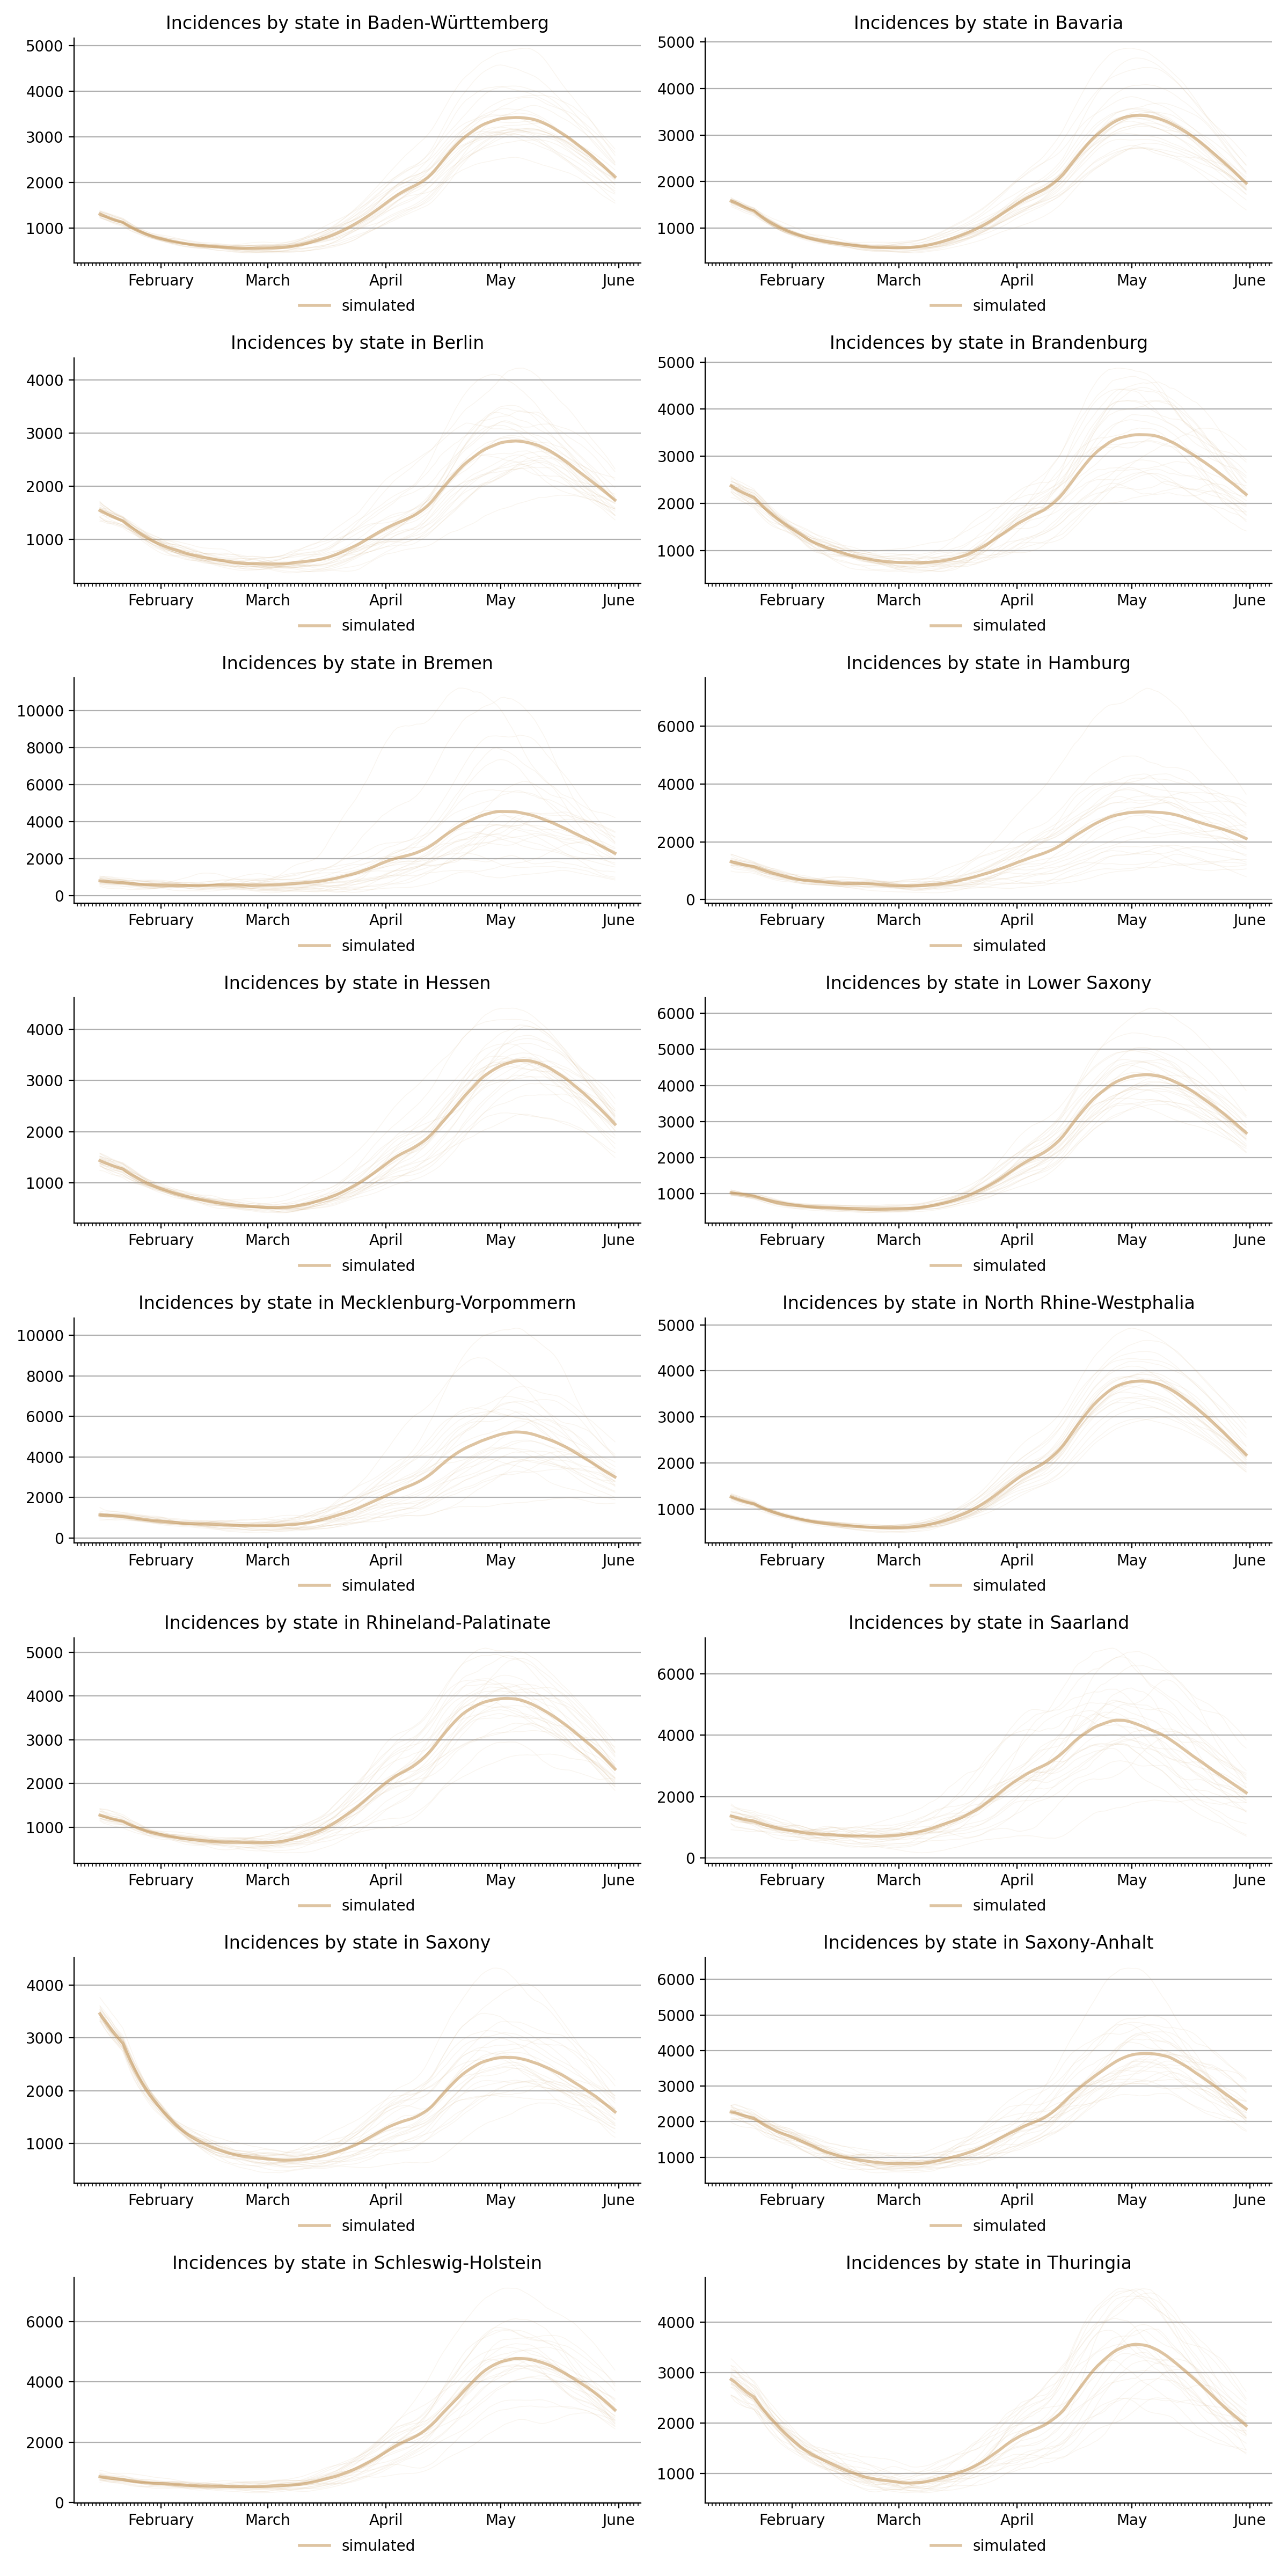 Incidences by state in Baden-Württemberg
5000
4000
3000
2000
1000
February March April May June
simulated
Incidences by state in Bavaria
5000
4000
3000
2000
1000
February March April May June
simulated
Incidences by state in Berlin
4000
3000
2000
1000
February March April May June
simulated
Incidences by state in Brandenburg
5000
4000
3000
2000
1000
February March April May June
simulated
Incidences by state in Bremen
10000
8000
6000
4000
2000
0
February March April May June
simulated
Incidences by state in Hamburg
6000
4000
2000
0
February March April May June
simulated
Incidences by state in Hessen
4000
3000
2000
1000
February March April May June
simulated
Incidences by state in Lower Saxony
6000
5000
4000
3000
2000
1000
February March April May June
simulated
Incidences by state in Mecklenburg-Vorpommern
10000
8000
6000
4000
2000
0
February March April May June
simulated
Incidences by state in North Rhine-Westphalia
5000
4000
3000
2000
1000
February March April May June
simulated
Incidences by state in Rhineland-Palatinate
5000
4000
3000
2000
1000
February March April May June
simulated
Incidences by state in Saarland
6000
4000
2000
0
February March April May June
simulated
Incidences by state in Saxony
4000
3000
2000
1000
February March April May June
simulated
Incidences by state in Saxony-Anhalt
6000
5000
4000
3000
2000
1000
February March April May June
simulated
Incidences by state in Schleswig-Holstein
6000
4000
2000
0
February March April May June
simulated
Incidences by state in Thuringia
4000
3000
2000
1000
February March April May June
simulated